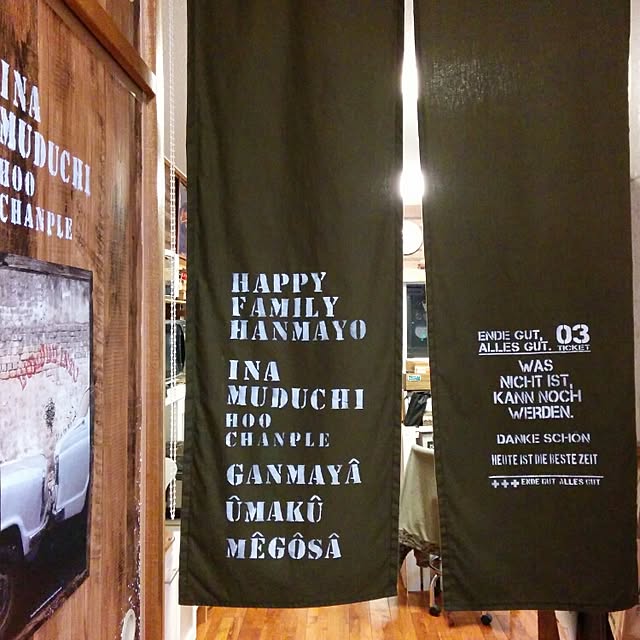 INA
MUDUCHI
HOO
CHANPLE
HAPPY
FAMILY
HANMAYO
INA
MUDUCHI
HOO
CHANPLE
GANMAYÂ
ÛMAKÛ
MÊGÔSÂ
ENDE GUT,
ALLES GUT.
03
TICKET
WAS
NICHT IST,
KANN NOCH
WERDEN.
DANKE SCHÖN
HEUTE IST DIE BESTE ZEIT
+++ ENDE GUT ALLES GUT